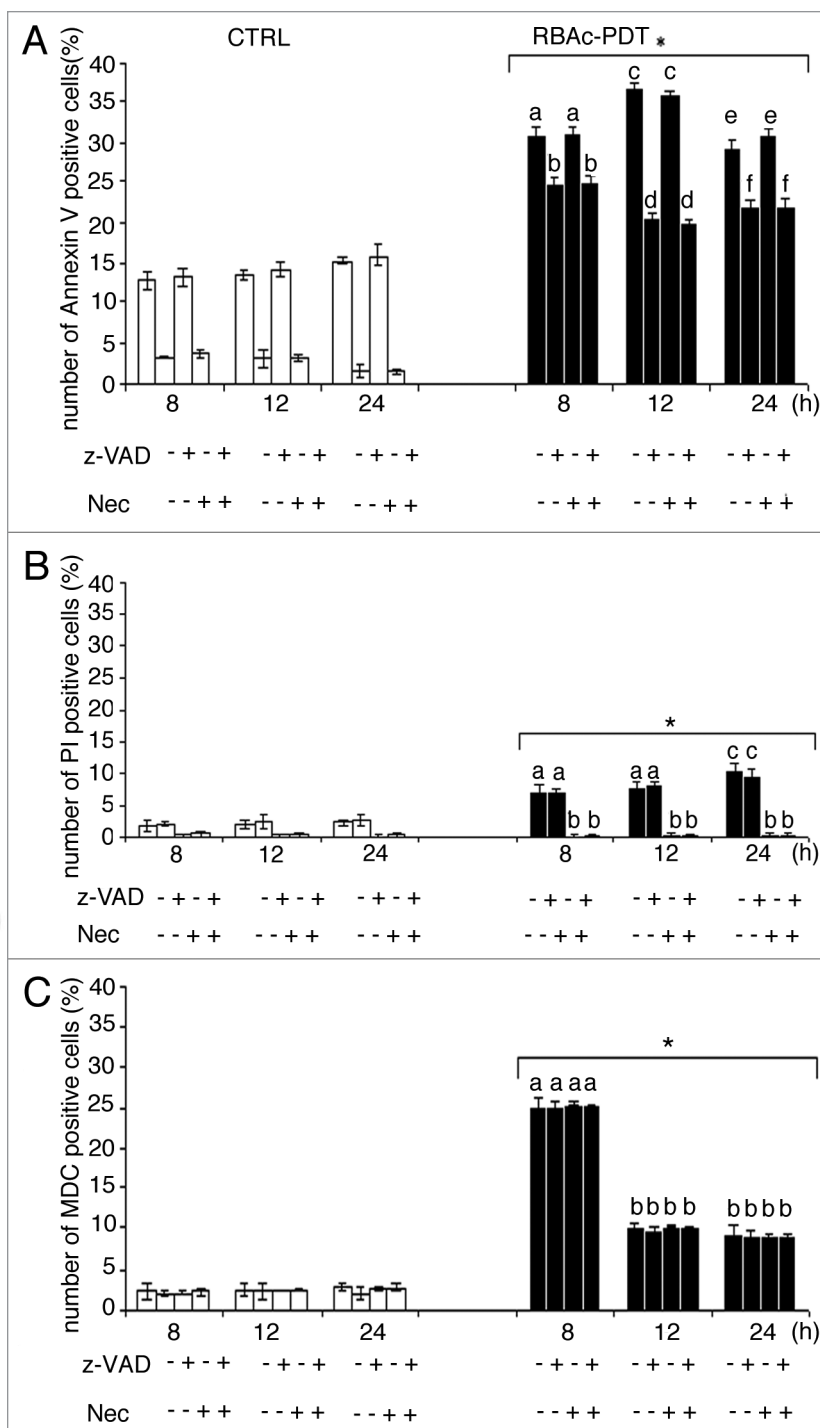 A
CTRL
RBAc-PDT *
number of Annexin V positive cells(%)
40
35
30
25
20
15
10
5
0
a a
b b
c c
d d
e e
f f
8 12 24 8 12 24 (h)
z-VAD - + - + - + - + - + - + - + - + - + - + - + - +
Nec - - + + - - + + - - + + - - + + - - + + - - + +
B
number of PI positive cells (%)
40
35
30
25
20
15
10
5
0
*
a a b b a a b b c c b b
8 12 24 8 12 24 (h)
z-VAD - + - + - + - + - + - + - + - + - + - + - + - +
Nec - - + + - - + + - - + + - - + + - - + + - - + +
C
number of MDC positive cells (%)
40
35
30
25
20
15
10
5
0
*
a a a a
b b b b b b b b
8 12 24 8 12 24 (h)
z-VAD - + - + - + - + - + - + - + - + - + - + - + - +
Nec - - + + - - + + - - + + - - + + - - + + - - + +